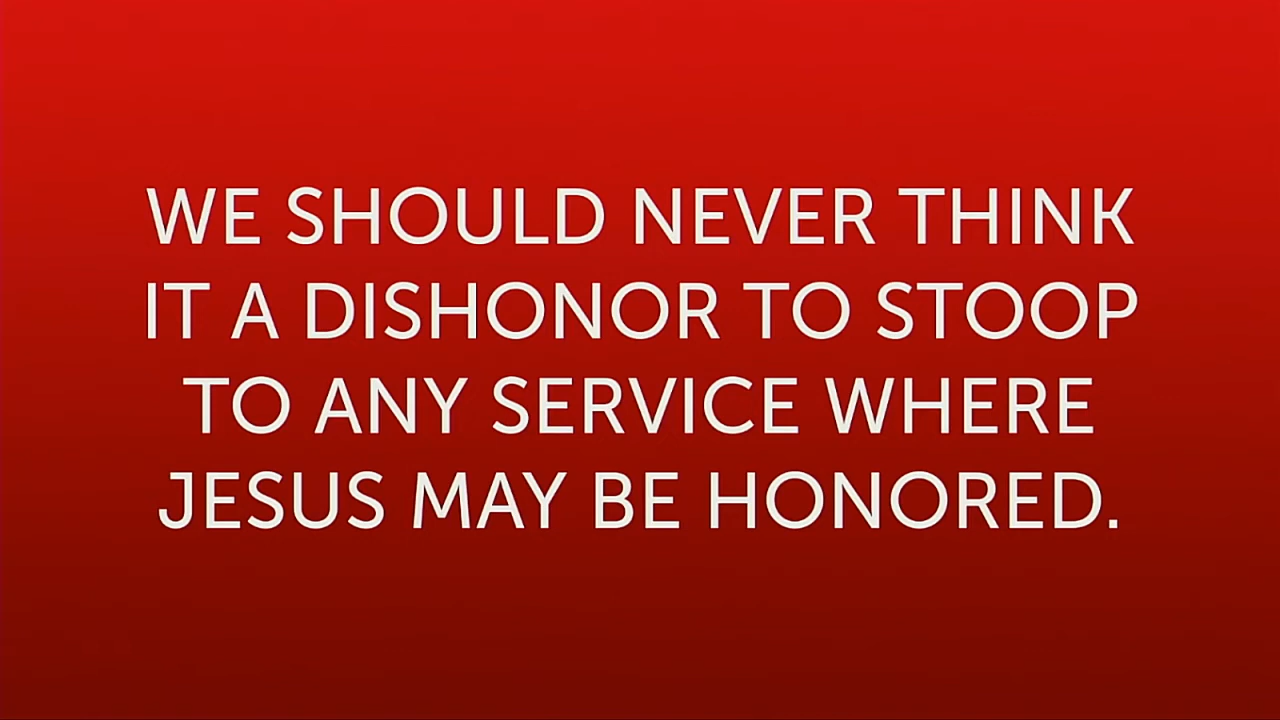 WE SHOULD NEVER THINK
IT A DISHONOR TO STOOP
TO ANY SERVICE WHERE
JESUS MAY BE HONORED.